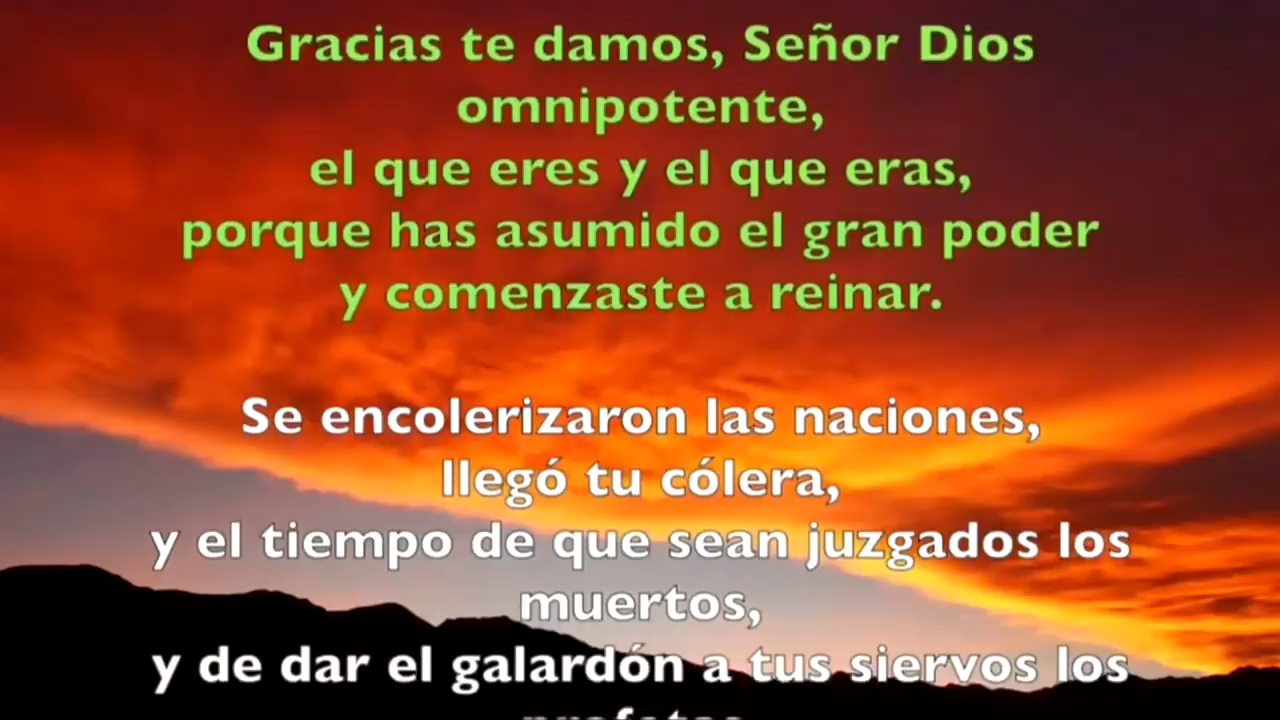 Gracias te damos, Señor Dios
omnipotente,
el que eres y el que eras,
porque has asumido el gran poder
y comenzaste a reinar.
Se encolerizaron las naciones,
llegó tu cólera,
y el tiempo de que sean juzgados los
muertos,
y de dar el galardón a tus siervos los